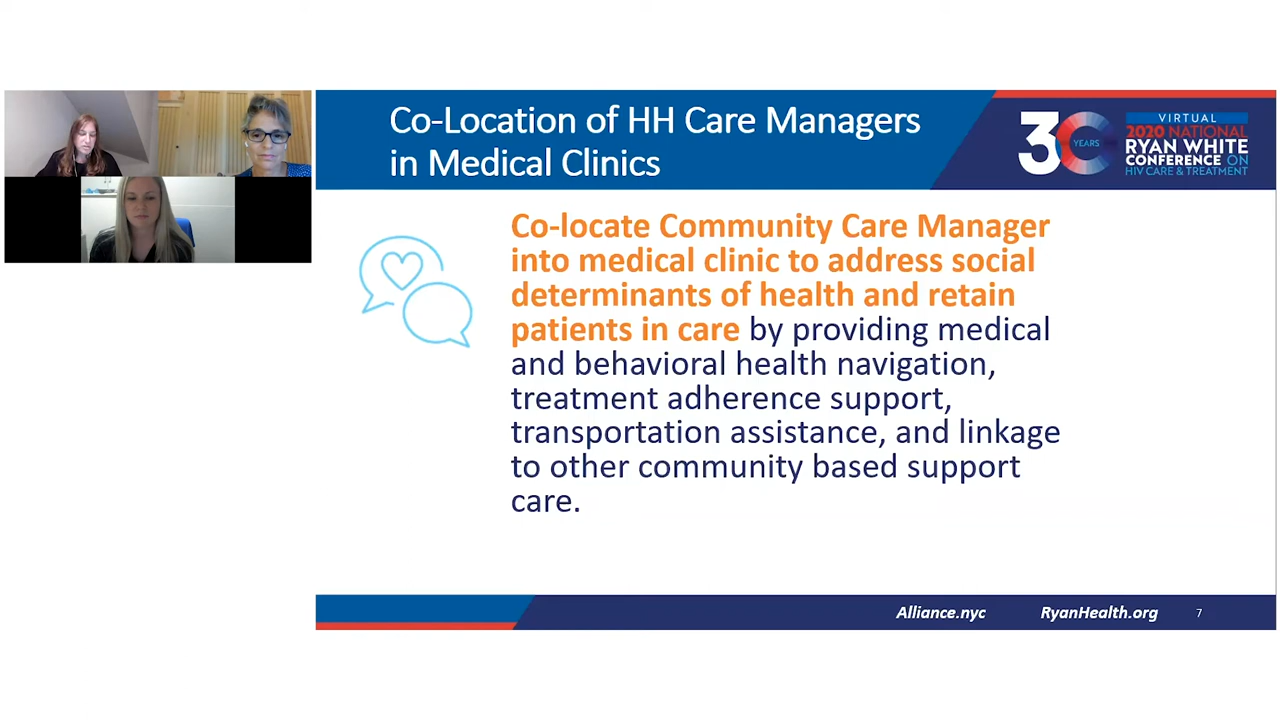 Co-Location of HH Care Managers
in Medical Clinics
30
YEARS
VIRTUAL
2020 NATIONAL
RYAN WHITE
CONFERENCE ON
HIV CARE & TREATMENT
Co-locate Community Care Manager
into medical clinic to address social
determinants of health and retain
patients in care by providing medical
and behavioral health navigation,
treatment adherence support,
transportation assistance, and linkage
to other community based support
care.
Alliance.nyc
RyanHealth.org
7